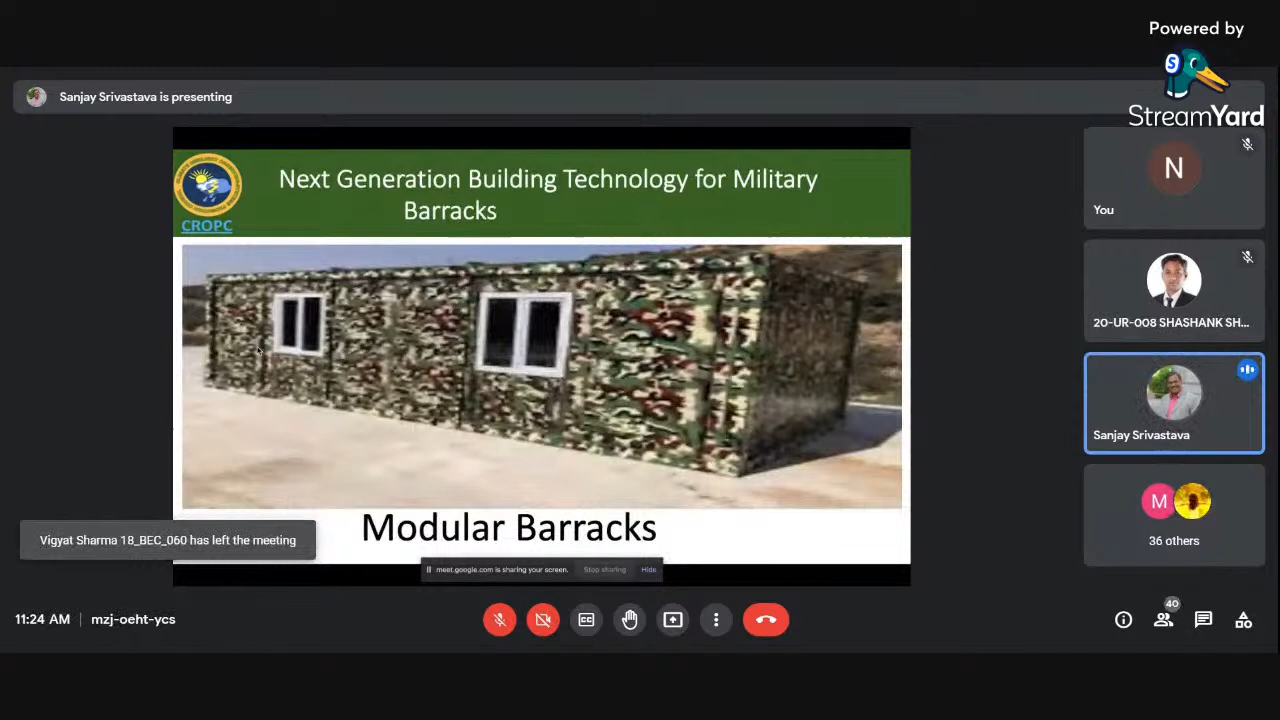 Powered by
StreamYard
Sanjay Srivastava is presenting
Next Generation Building Technology for Military
Barracks
CROPC
Modular Barracks
Vigyat Sharma 18_BEC_060 has left the meeting
meet.google.com is sharing your screen.
Stop sharing
Hide
N
You
20-UR-008 SHASHANK SH...
Sanjay Srivastava
M
36 others
11:24 AM
mzj-oeht-ycs
40